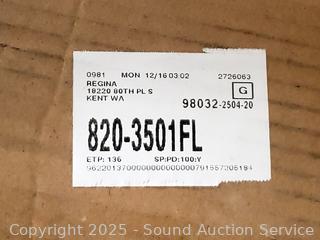 0981 MON 12/16 03:02 2726063
REGINA G
18220 80TH PL S
KENT WA 98032-2504-20
820-3501FL
ETP: 136 SP:PD:100:Y
Copyright 2025 - Sound Auction Service